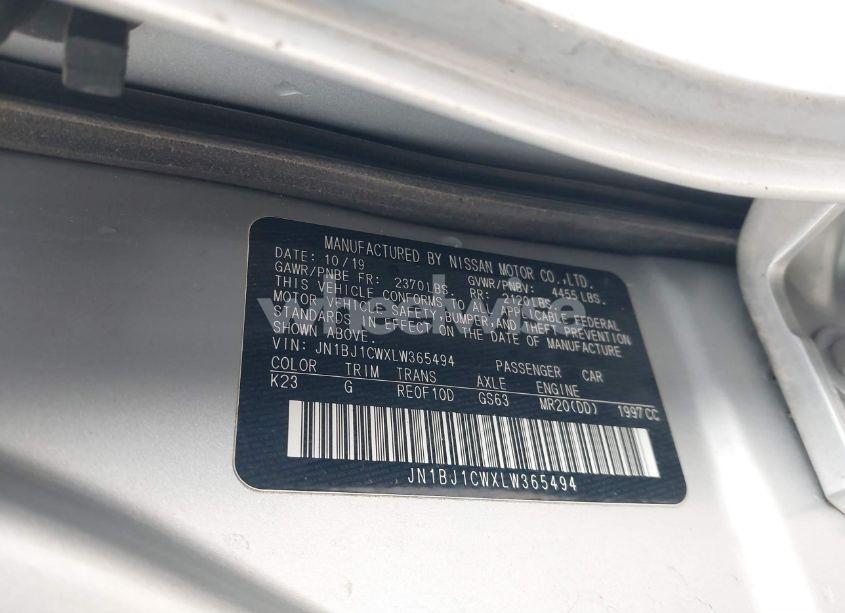 MANUFACTURED BY NISSAN MOTOR CO.,LTD.
DATE: 10/19 GVWR/PNBV: 4455LBS.
GAWR/PNBE FR: 2370LBS. RR: 2120LBS.
THIS VEHICLE CONFORMS TO ALL APPLICABLE FEDERAL
MOTOR VEHICLE SAFETY, BUMPER, AND THEFT PREVENTION
STANDARDS IN EFFECT ON THE DATE OF MANUFACTURE
SHOWN ABOVE.
VIN: JN1BJ1CWXLW365494 PASSENGER CAR
COLOR TRIM TRANS AXLE ENGINE
K23 G RE0F10D GS63 MR20(DD) 1997CC
JN1BJ1CWXLW365494
wheelwise